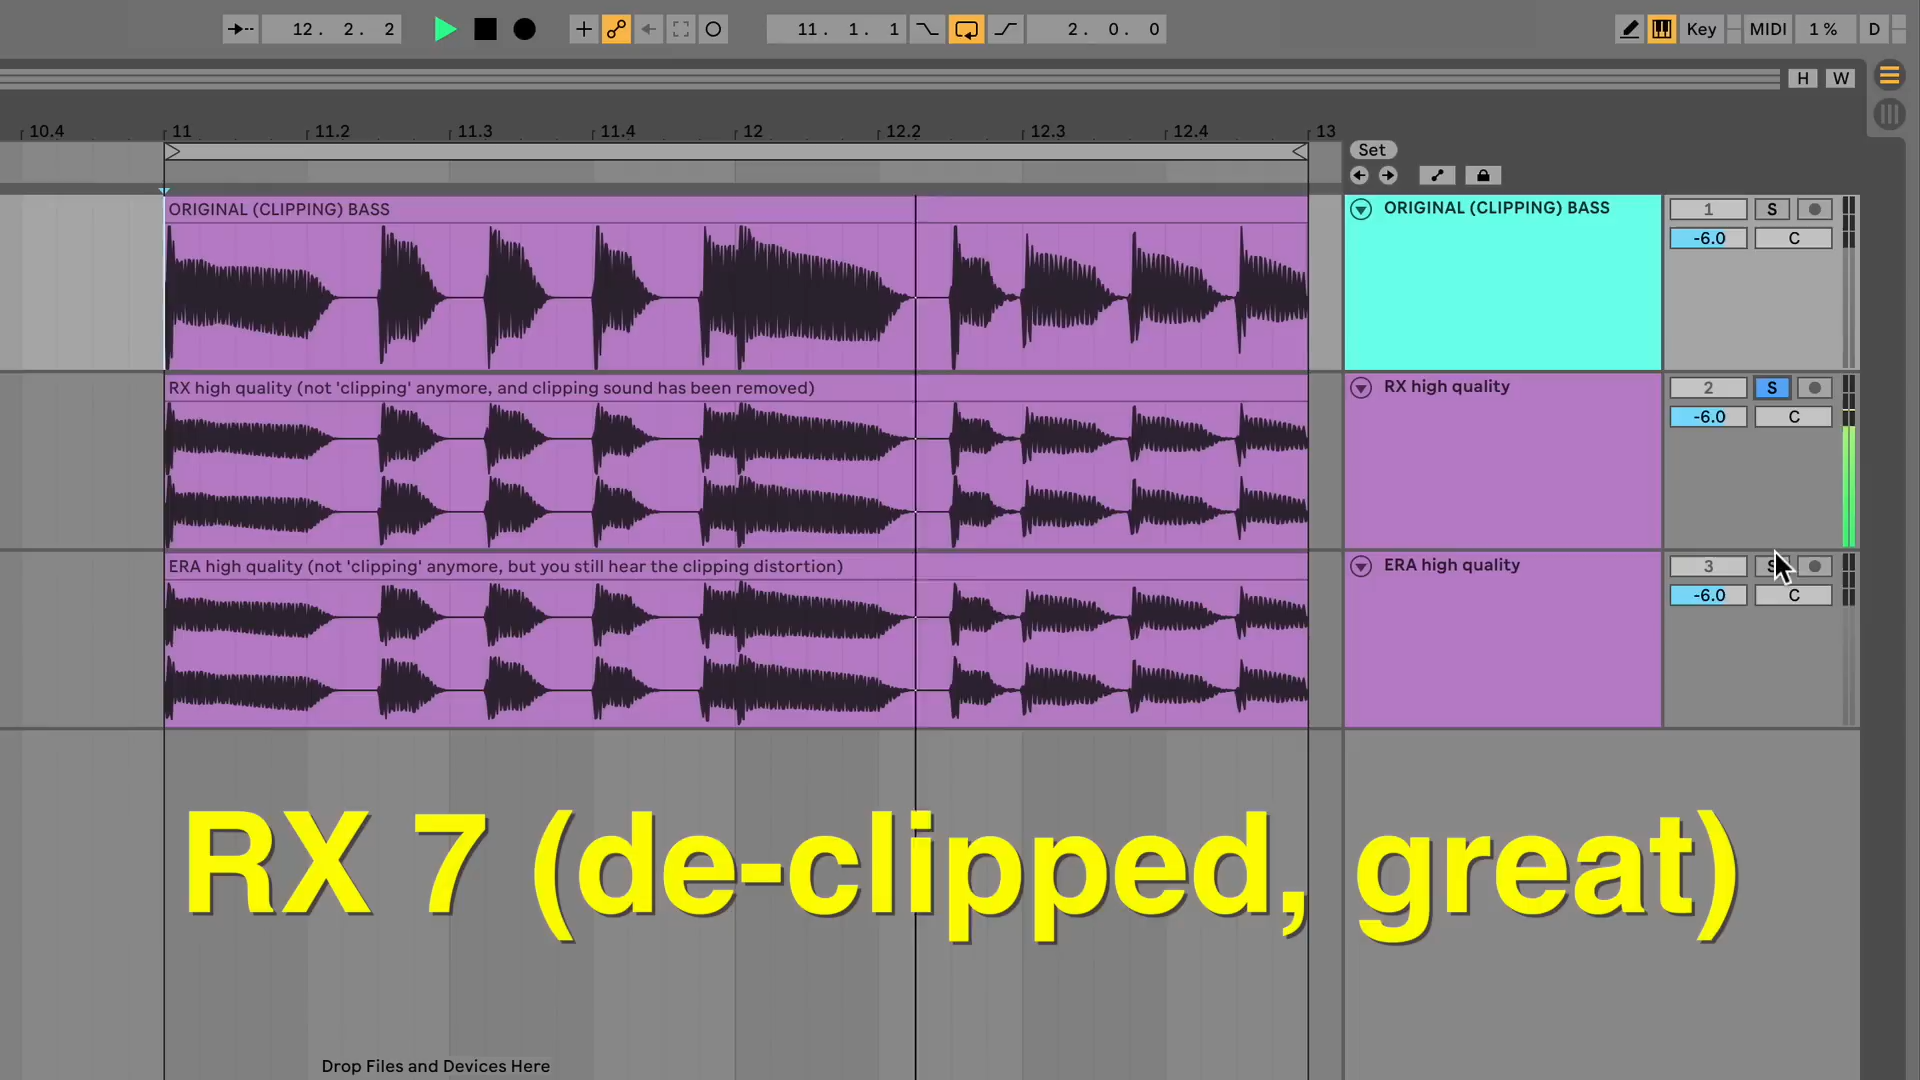 12. 2. 2
11. 1. 1
2. 0. 0
Key
MIDI
1 %
D
H
W
10.4
11
11.2
11.3
11.4
12
12.2
12.3
12.4
13
Set
ORIGINAL (CLIPPING) BASS
ORIGINAL (CLIPPING) BASS
1
S
-6.0
C
RX high quality (not 'clipping' anymore, and clipping sound has been removed)
RX high quality
2
S
-6.0
C
ERA high quality (not 'clipping' anymore, but you still hear the clipping distortion)
ERA high quality
3
S
-6.0
C
RX 7 (de-clipped, great)
Drop Files and Devices Here